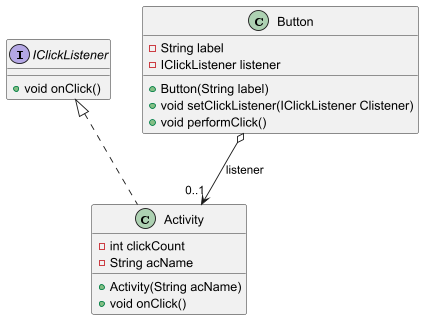 I IClickListener
void onClick()
C Button
String label
IClickListener listener
Button(String label)
void setClickListener(IClickListener Clistener)
void performClick()
listener
0..1
C Activity
int clickCount
String acName
Activity(String acName)
void onClick()